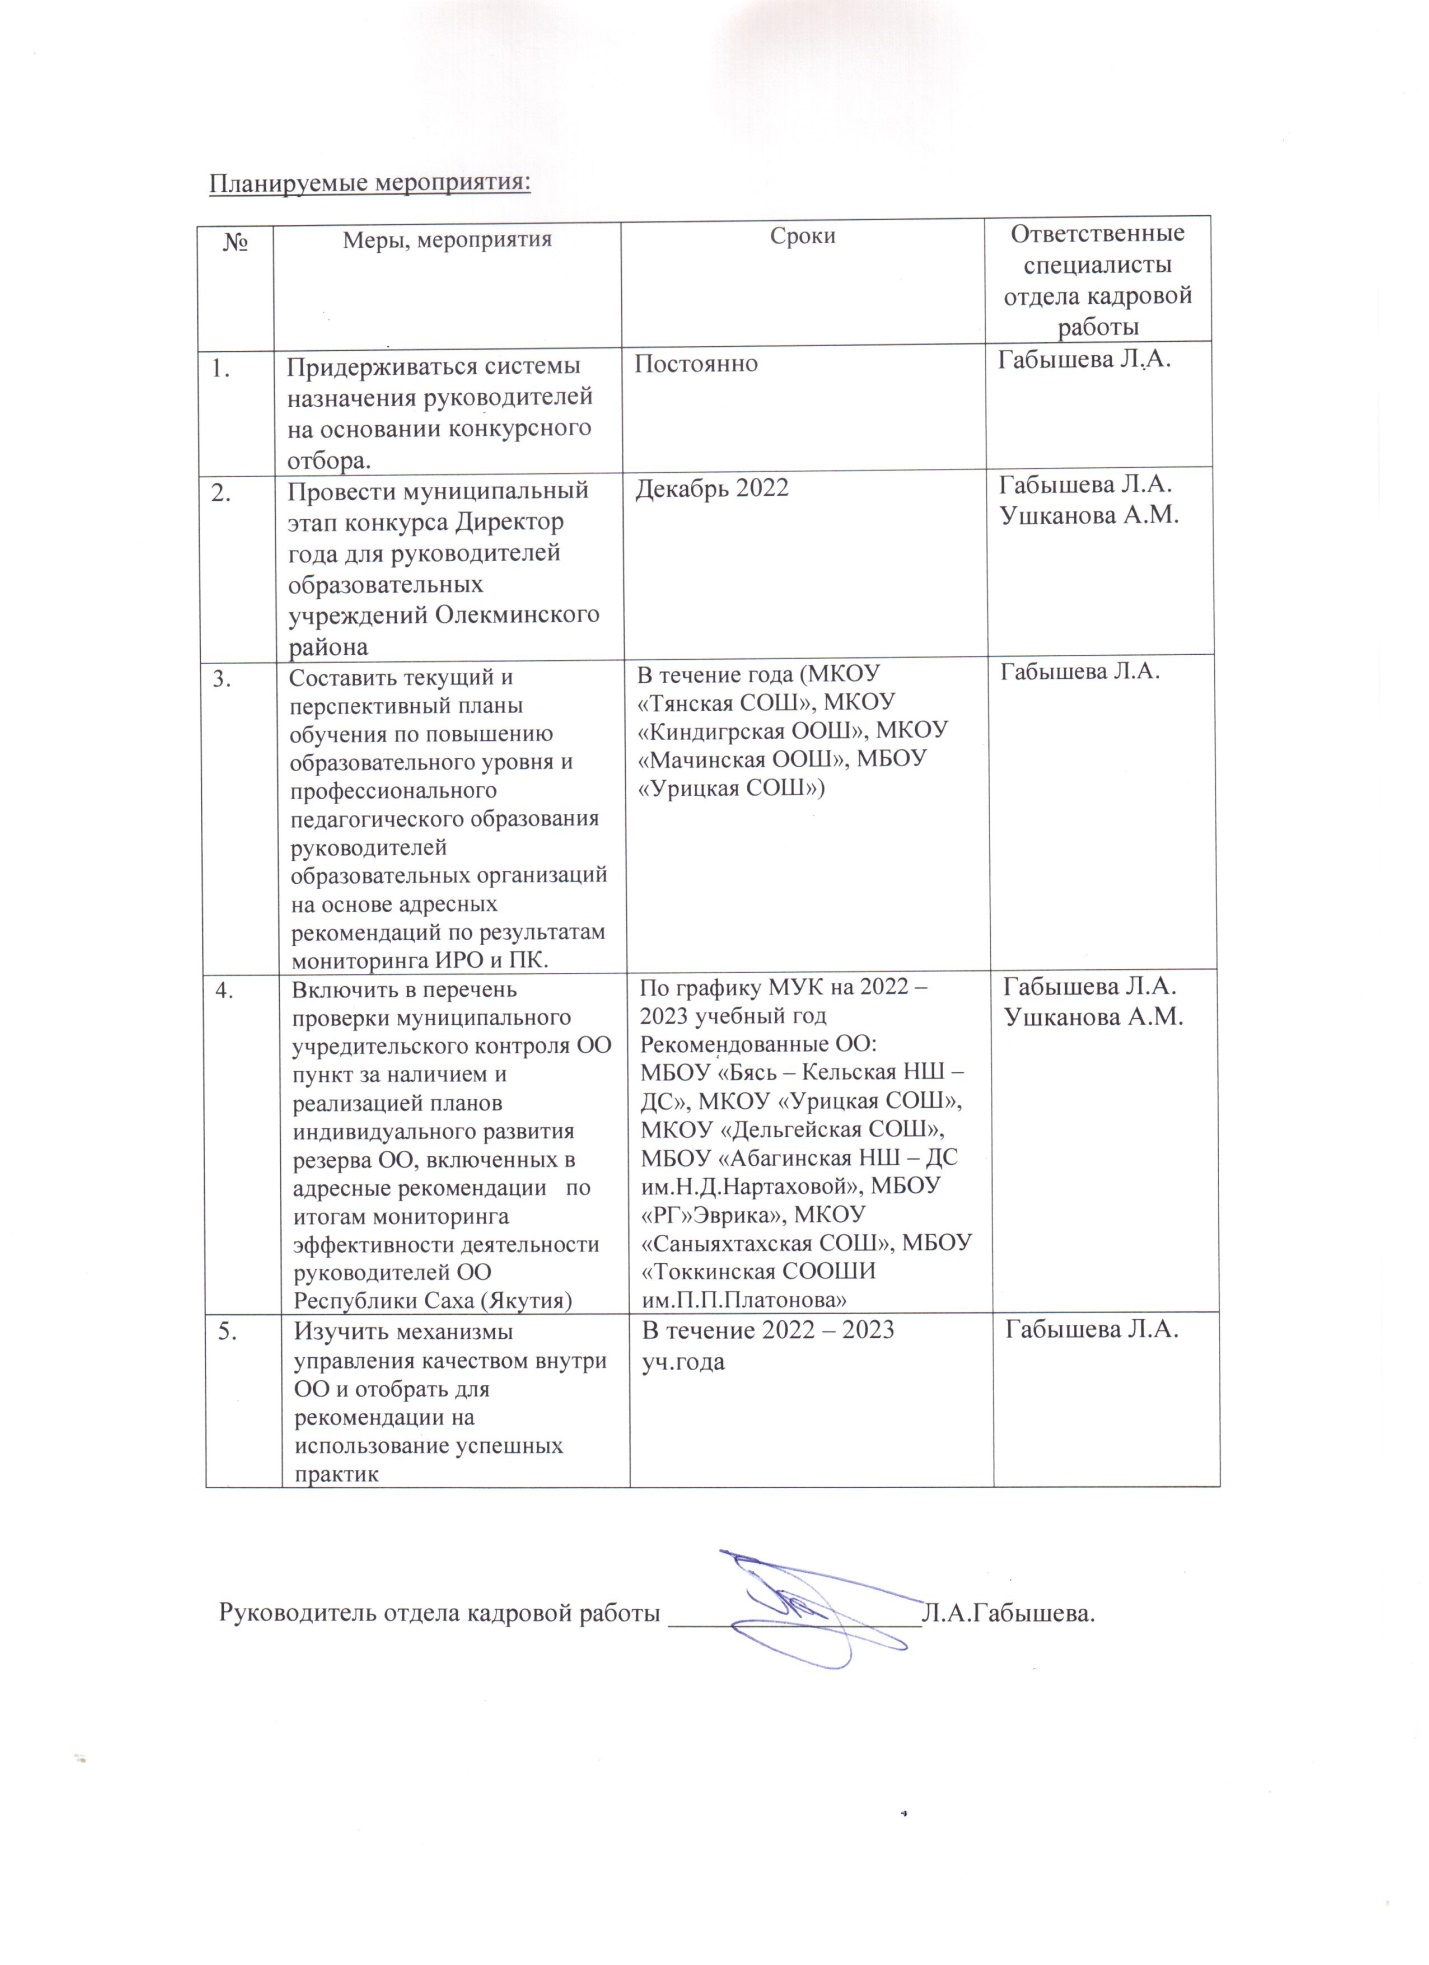 Планируемые мероприятия:
№
Меры, мероприятия
Сроки
Ответственные
специалисты
отдела кадровой
работы
1.
Придерживаться системы
назначения руководителей
на основании конкурсного
отбора.
Постоянно
Габышева Л.А.
2.
Провести муниципальный
этап конкурса Директор
года для руководителей
образовательных
учреждений Олекминского
района
Декабрь 2022
Габышева Л.А.
Ушканова А.М.
3.
Составить текущий и
перспективный планы
обучения по повышению
образовательного уровня и
профессионального
педагогического образования
руководителей
образовательных организаций
на основе адресных
рекомендаций по результатам
мониторинга ИРО и ПК.
В течение года (МКОУ
«Тянская СОШ», МКОУ
«Киндигрская ООШ», МКОУ
«Мачинская ООШ», МБОУ
«Урицкая СОШ»)
Габышева Л.А.
4.
Включить в перечень
проверки муниципального
учредительского контроля ОО
пункт за наличием и
реализацией планов
индивидуального развития
резерва ОО, включенных в
адресные рекомендации по
итогам мониторинга
эффективности деятельности
руководителей ОО
Республики Саха (Якутия)
По графику МУК на 2022 –
2023 учебный год
Рекомендованные ОО:
МБОУ «Бясь – Кельская НШ –
ДС», МКОУ «Урицкая СОШ»,
МКОУ «Дельгейская СОШ»,
МБОУ «Абагинская НШ – ДС
им.Н.Д.Нартаховой», МБОУ
«РГ»Эврика», МКОУ
«Саныяхтахская СОШ», МБОУ
«Токкинская СООШИ
им.П.П.Платонова»
Габышева Л.А.
Ушканова А.М.
5.
Изучить механизмы
управления качеством внутри
ОО и отобрать для
рекомендации на
использование успешных
практик
В течение 2022 – 2023
уч.года
Габышева Л.А.
Руководитель отдела кадровой работы ___________________Л.А.Габышева.